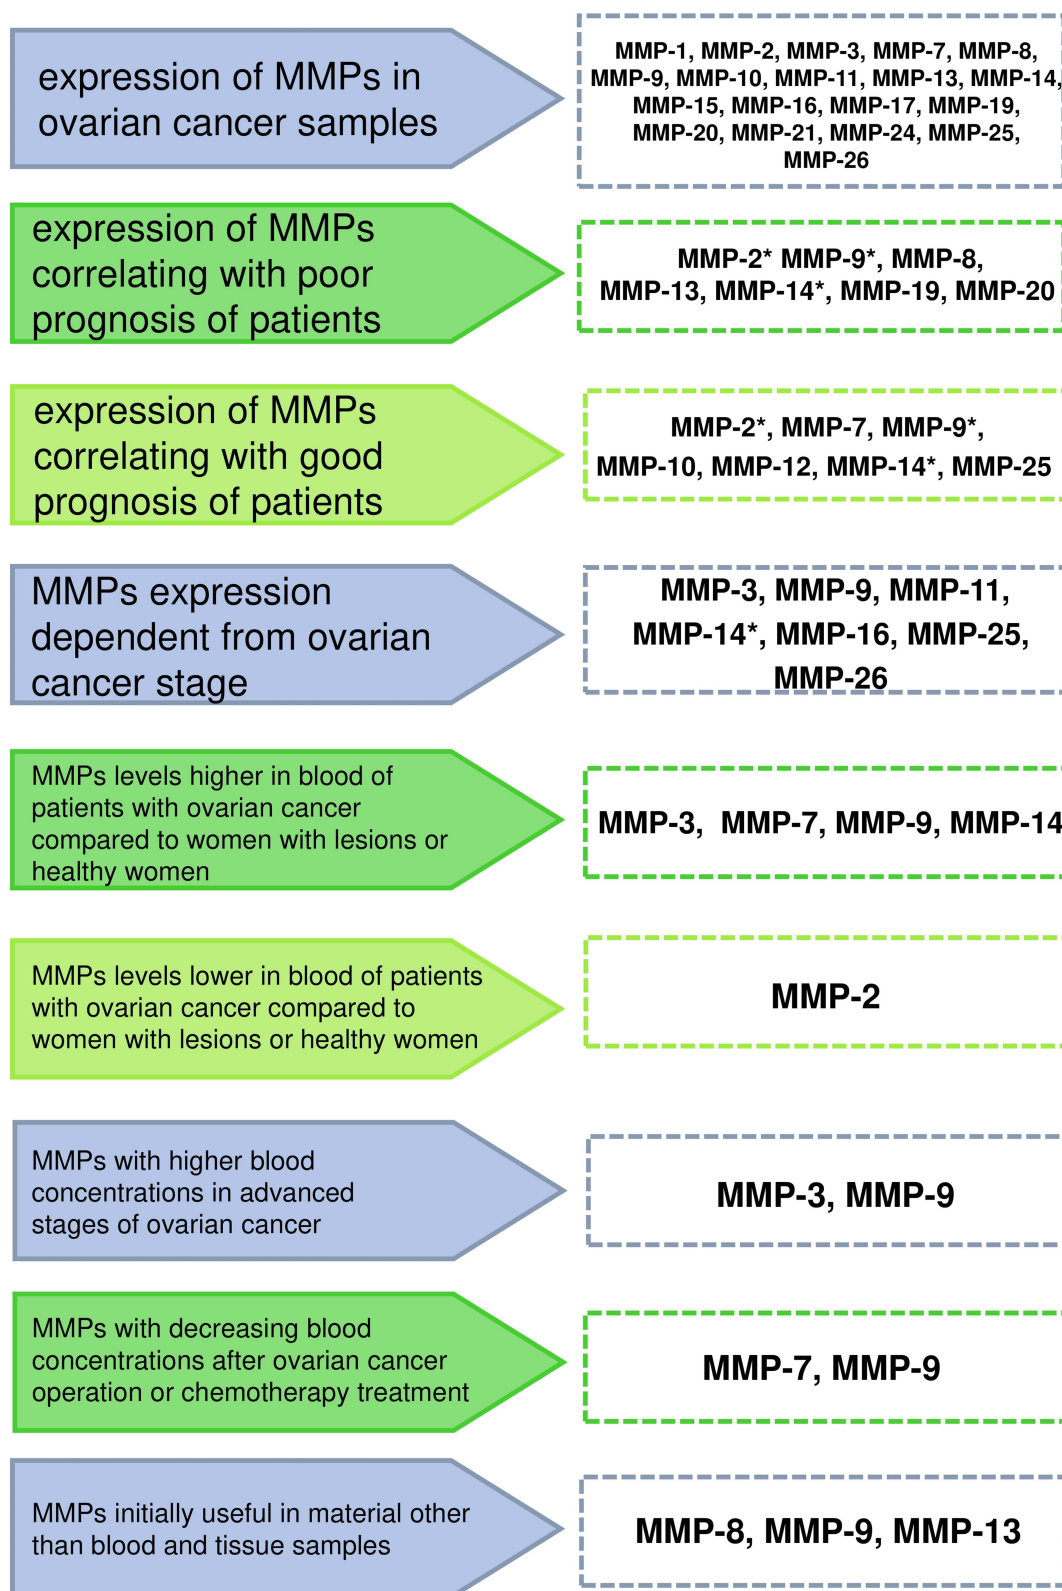 expression of MMPs in
ovarian cancer samples
MMP-1, MMP-2, MMP-3, MMP-7, MMP-8,
MMP-9, MMP-10, MMP-11, MMP-13, MMP-14,
MMP-15, MMP-16, MMP-17, MMP-19,
MMP-20, MMP-21, MMP-24, MMP-25,
MMP-26
expression of MMPs
correlating with poor
prognosis of patients
MMP-2* MMP-9*, MMP-8,
MMP-13, MMP-14*, MMP-19, MMP-20
expression of MMPs
correlating with good
prognosis of patients
MMP-2*, MMP-7, MMP-9*,
MMP-10, MMP-12, MMP-14*, MMP-25
MMPs expression
dependent from ovarian
cancer stage
MMP-3, MMP-9, MMP-11,
MMP-14*, MMP-16, MMP-25,
MMP-26
MMPs levels higher in blood of
patients with ovarian cancer
compared to women with lesions or
healthy women
MMP-3, MMP-7, MMP-9, MMP-14
MMPs levels lower in blood of patients
with ovarian cancer compared to
women with lesions or healthy women
MMP-2
MMPs with higher blood
concentrations in advanced
stages of ovarian cancer
MMP-3, MMP-9
MMPs with decreasing blood
concentrations after ovarian cancer
operation or chemotherapy treatment
MMP-7, MMP-9
MMPs initially useful in material other
than blood and tissue samples
MMP-8, MMP-9, MMP-13